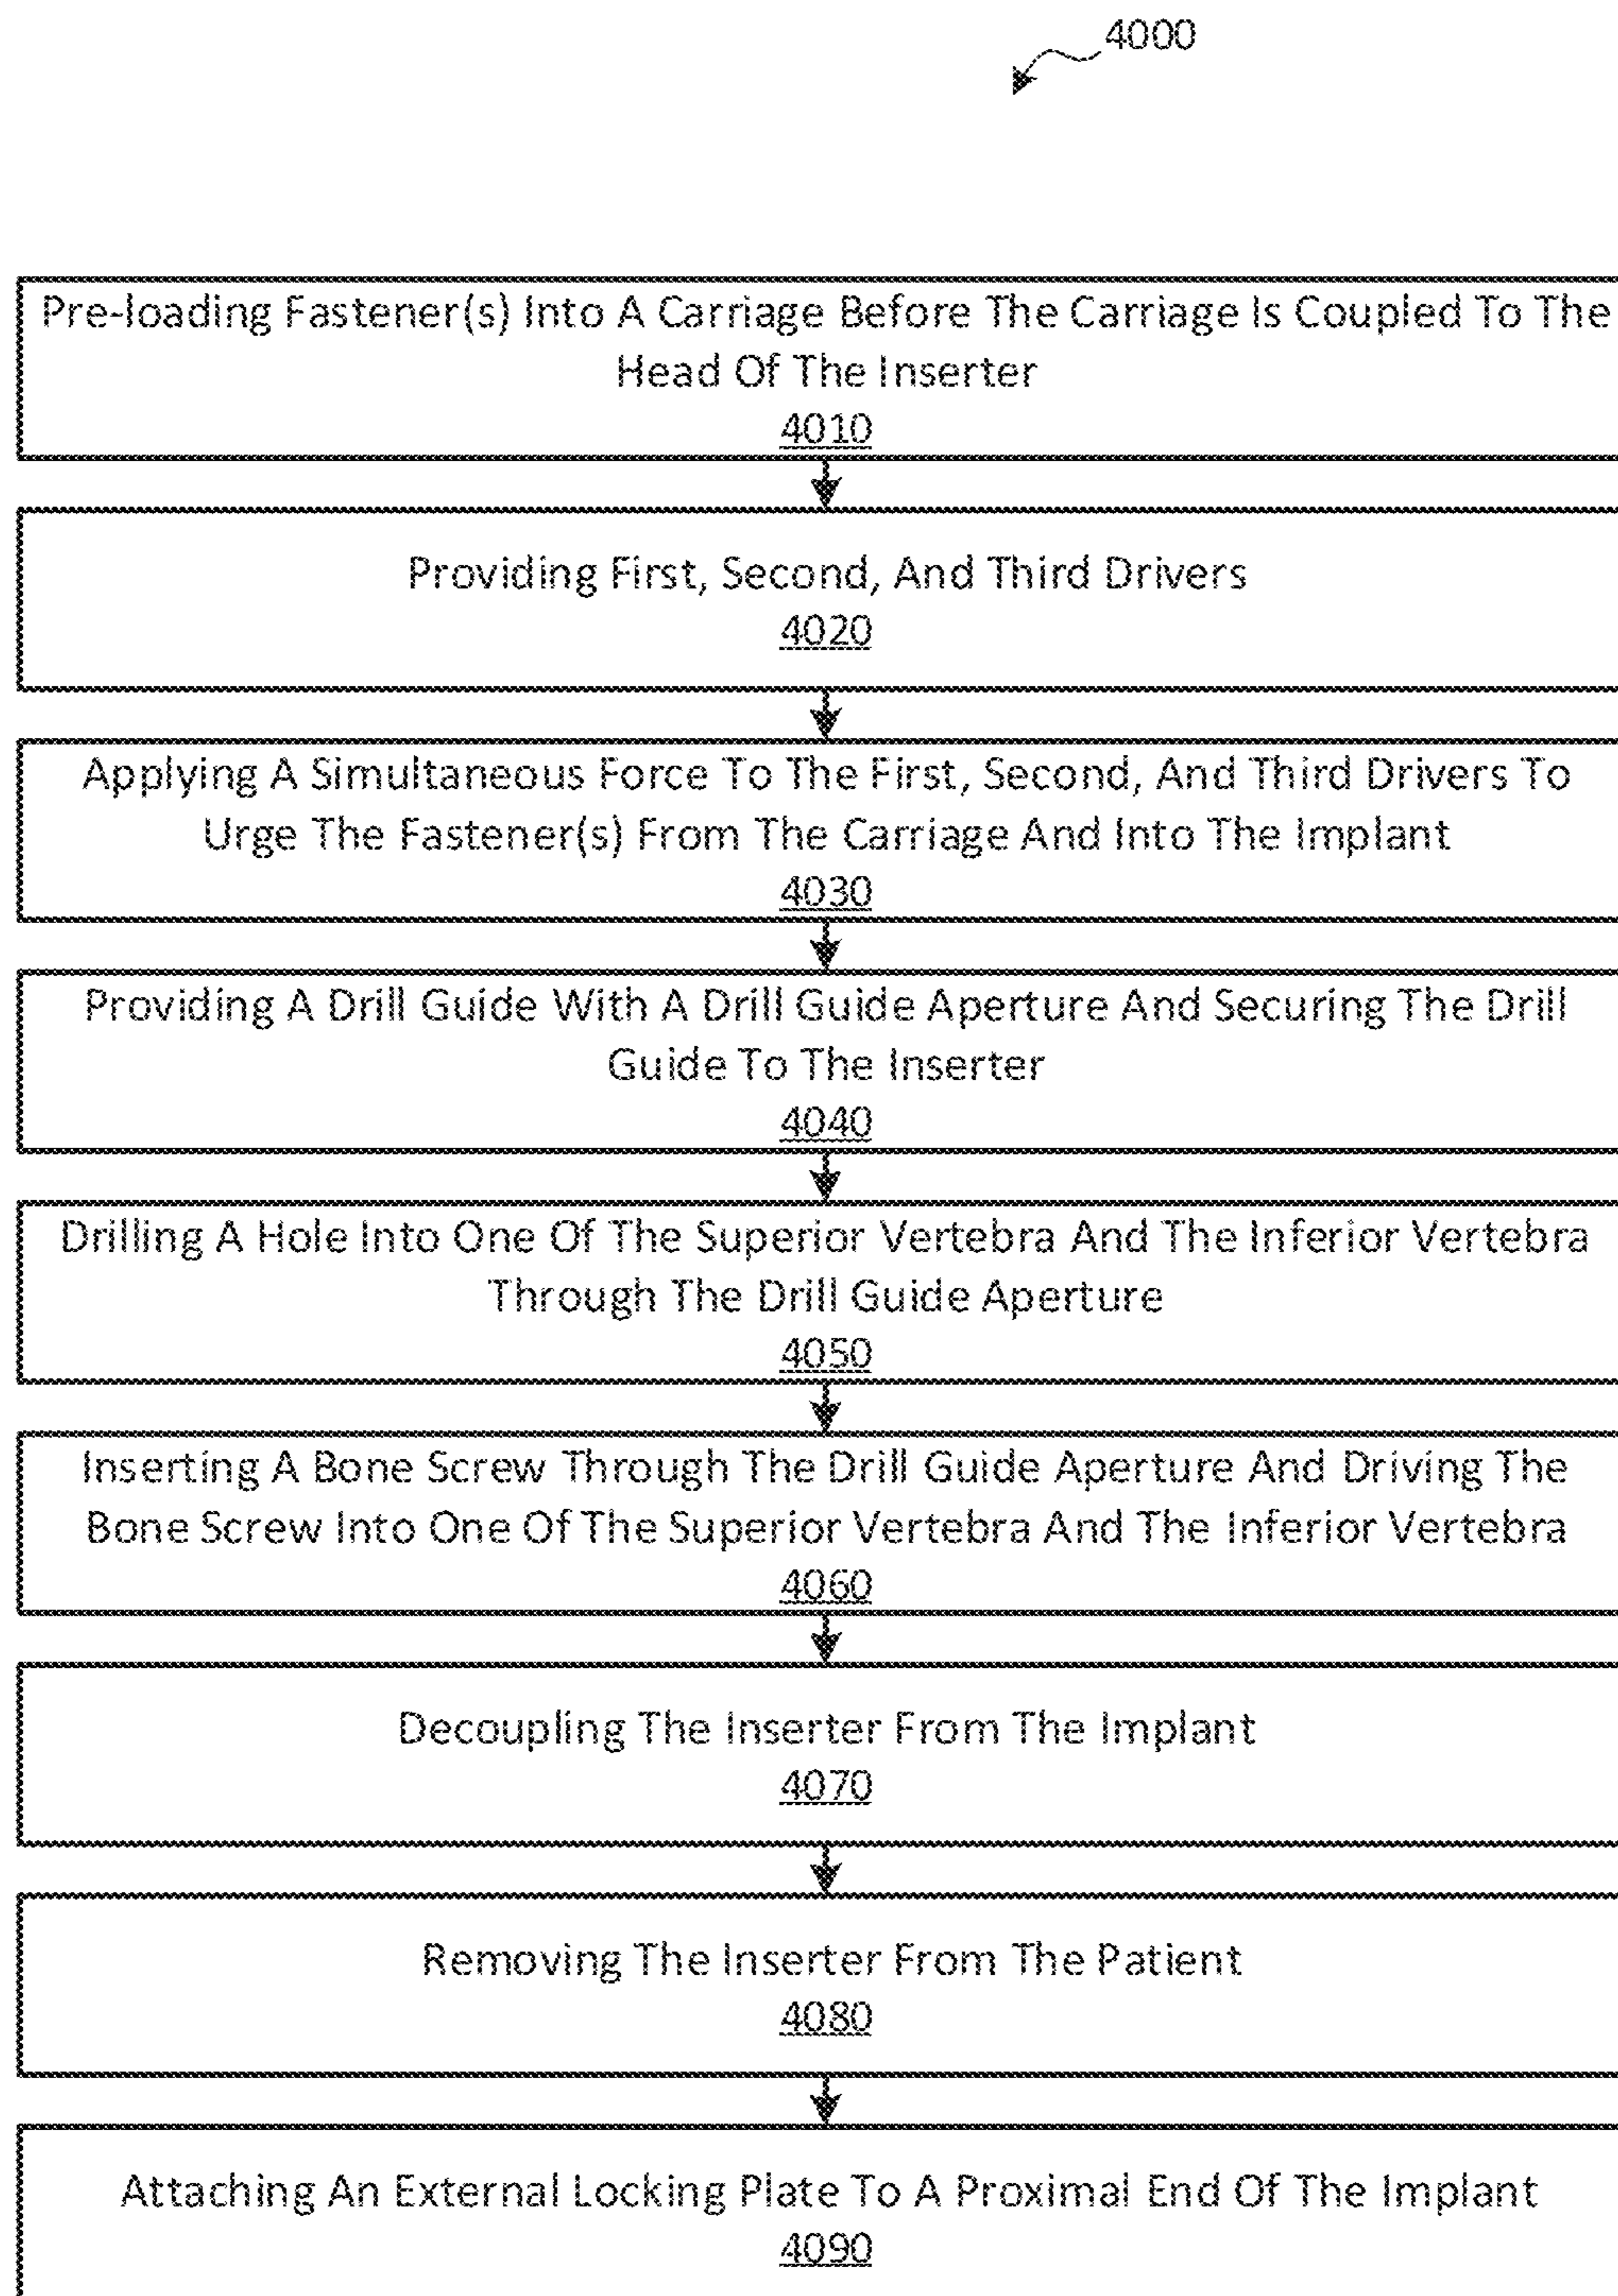 4000
Pre-loading Fastener(s) Into A Carriage Before The Carriage Is Coupled To The
Head Of The Inserter
4010
Providing First, Second, And Third Drivers
4020
Applying A Simultaneous Force To The First, Second, And Third Drivers To
Urge The Fastener(s) From The Carriage And Into The Implant
4030
Providing A Drill Guide With A Drill Guide Aperture And Securing The Drill
Guide To The Inserter
4040
Drilling A Hole Into One Of The Superior Vertebra And The Inferior Vertebra
Through The Drill Guide Aperture
4050
Inserting A Bone Screw Through The Drill Guide Aperture And Driving The
Bone Screw Into One Of The Superior Vertebra And The Inferior Vertebra
4060
Decoupling The Inserter From The Implant
4070
Removing The Inserter From The Patient
4080
Attaching An External Locking Plate To A Proximal End Of The Implant
4090